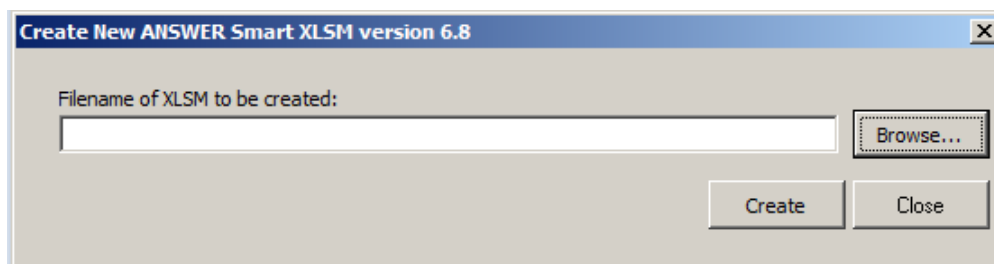 Create New ANSWER Smart XLSM version 6.8
Filename of XLSM to be created:
Browse...
Create Close